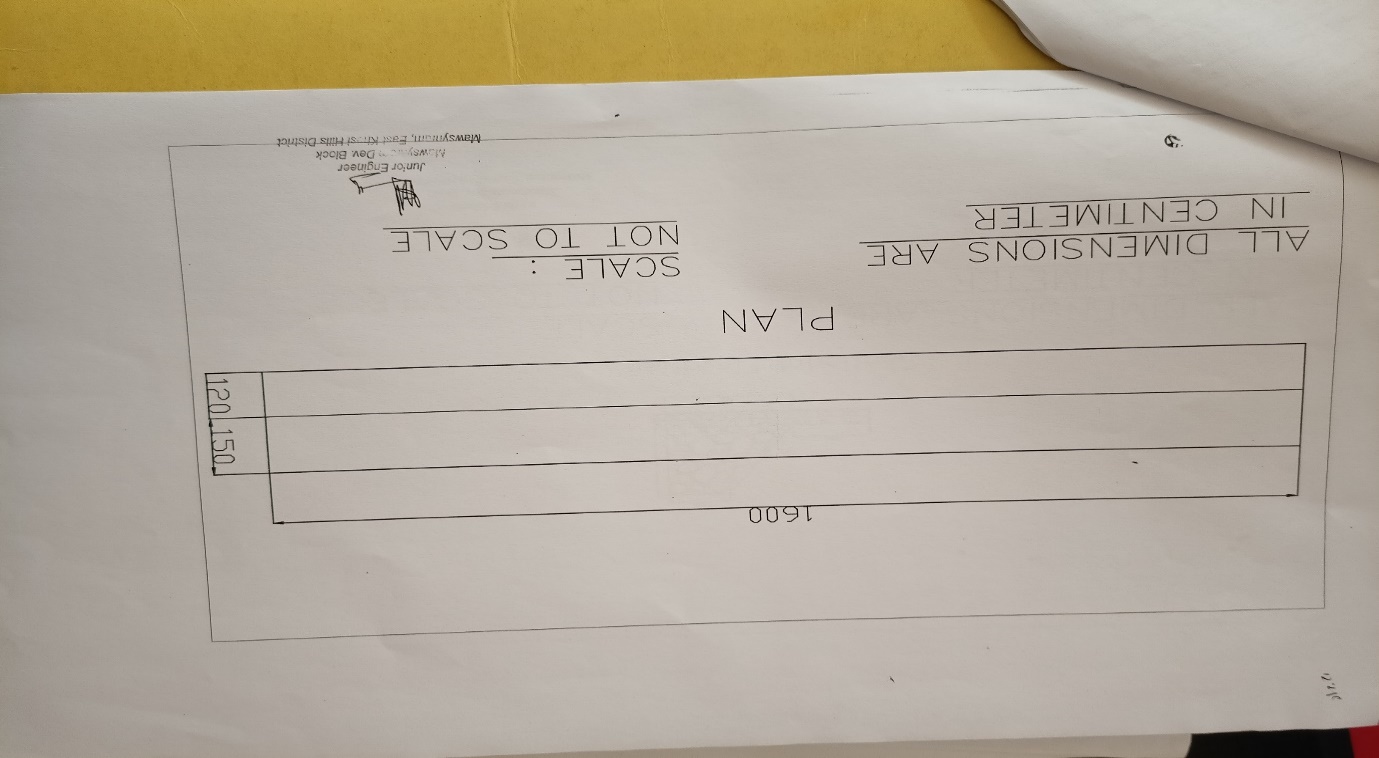 1600
150
120
PLAN
ALL DIMENSIONS ARE
IN CENTIMETER
SCALE :
NOT TO SCALE
Junior Engineer
Dev. Block
Mawsynram, East Khasi Hills District